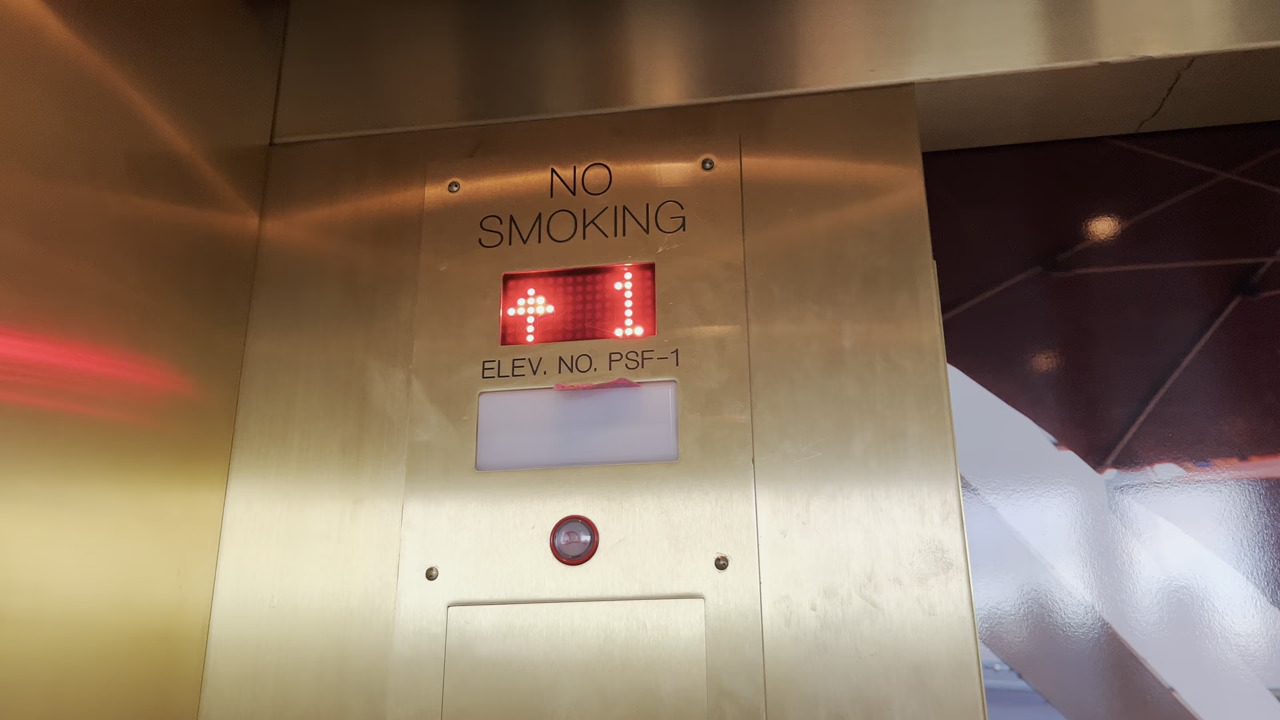 NO
SMOKING
↑ 1
ELEV. NO. PSF-1